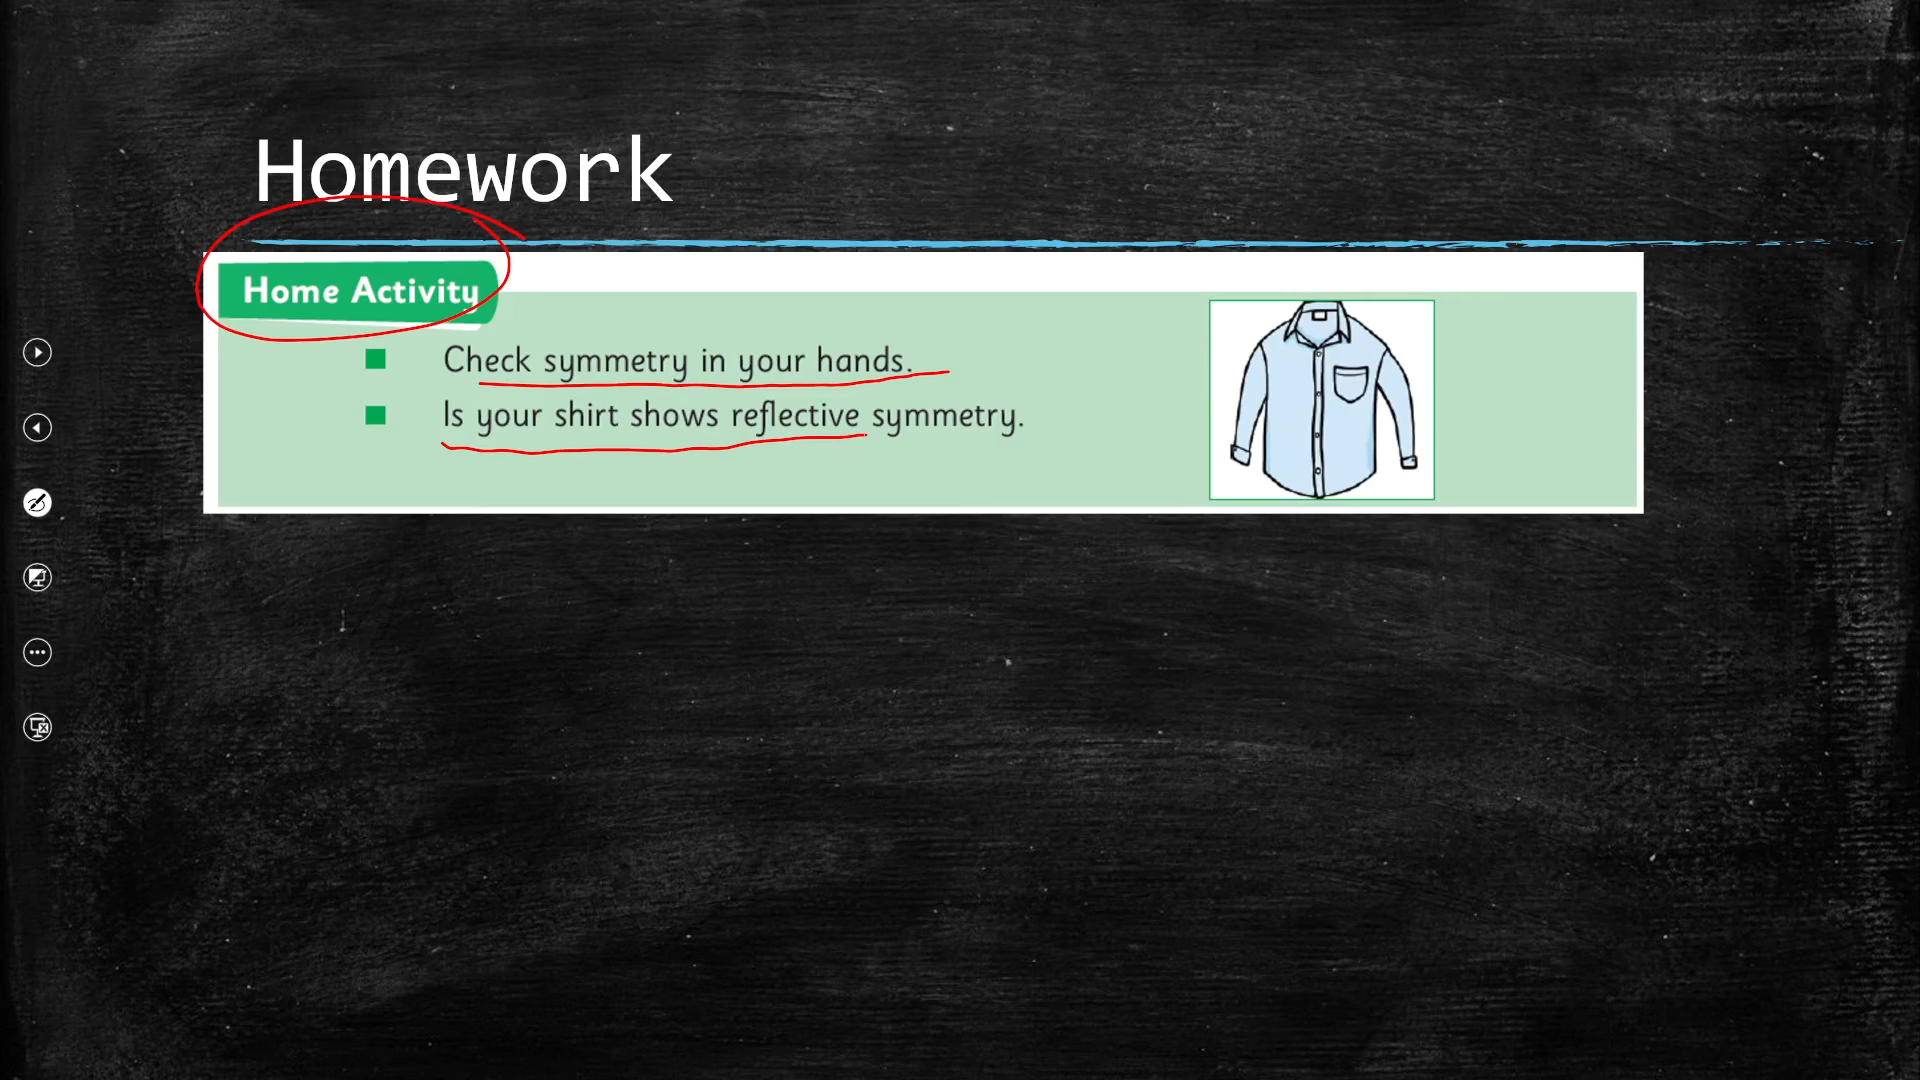 Homework
Home Activity
Check symmetry in your hands.
Is your shirt shows reflective symmetry.